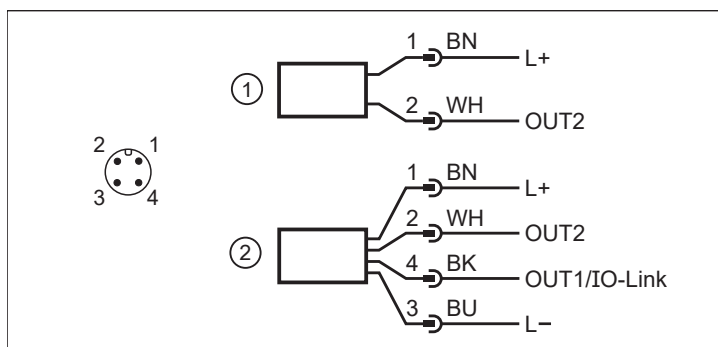 1 BN L+
① 2 WH OUT2
2 1
3 4
1 BN L+
2 WH OUT2
② 4 BK OUT1/IO-Link
3 BU L−